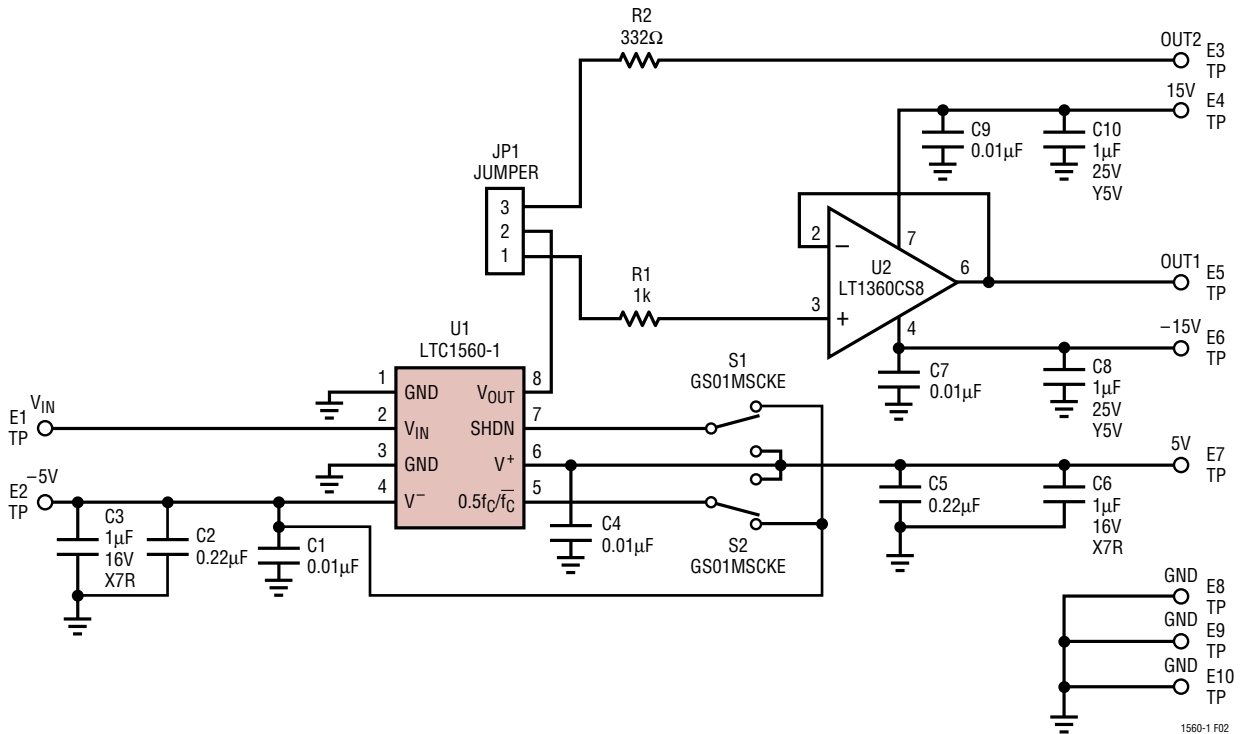 R2
332Ω
OUT2
E3
TP
15V
E4
TP
C9
0.01µF
C10
1µF
25V
Y5V
JP1
JUMPER
3
2
1
2
−
7
U2
LT1360CS8
6
OUT1
E5
TP
R1
1k
3
+
4
−15V
E6
TP
C7
0.01µF
C8
1µF
25V
Y5V
U1
LTC1560-1
1
GND
VOUT
8
2
VIN
SHDN
7
3
GND
V+
6
4
V−
0.5fC/f̅C̅
5
S1
GS01MSCKE
VIN
E1
TP
−5V
E2
TP
5V
E7
TP
C3
1µF
16V
X7R
C2
0.22µF
C1
0.01µF
C4
0.01µF
S2
GS01MSCKE
C5
0.22µF
C6
1µF
16V
X7R
GND
E8
TP
GND
E9
TP
GND
E10
TP
1560-1 F02